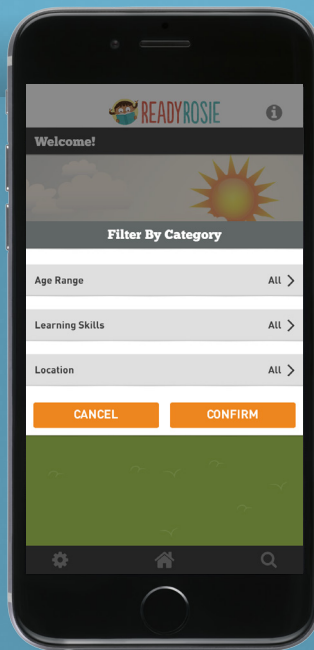 READYROSIE
Welcome!
Filter By Category
Age Range All
Learning Skills All
Location All
CANCEL CONFIRM